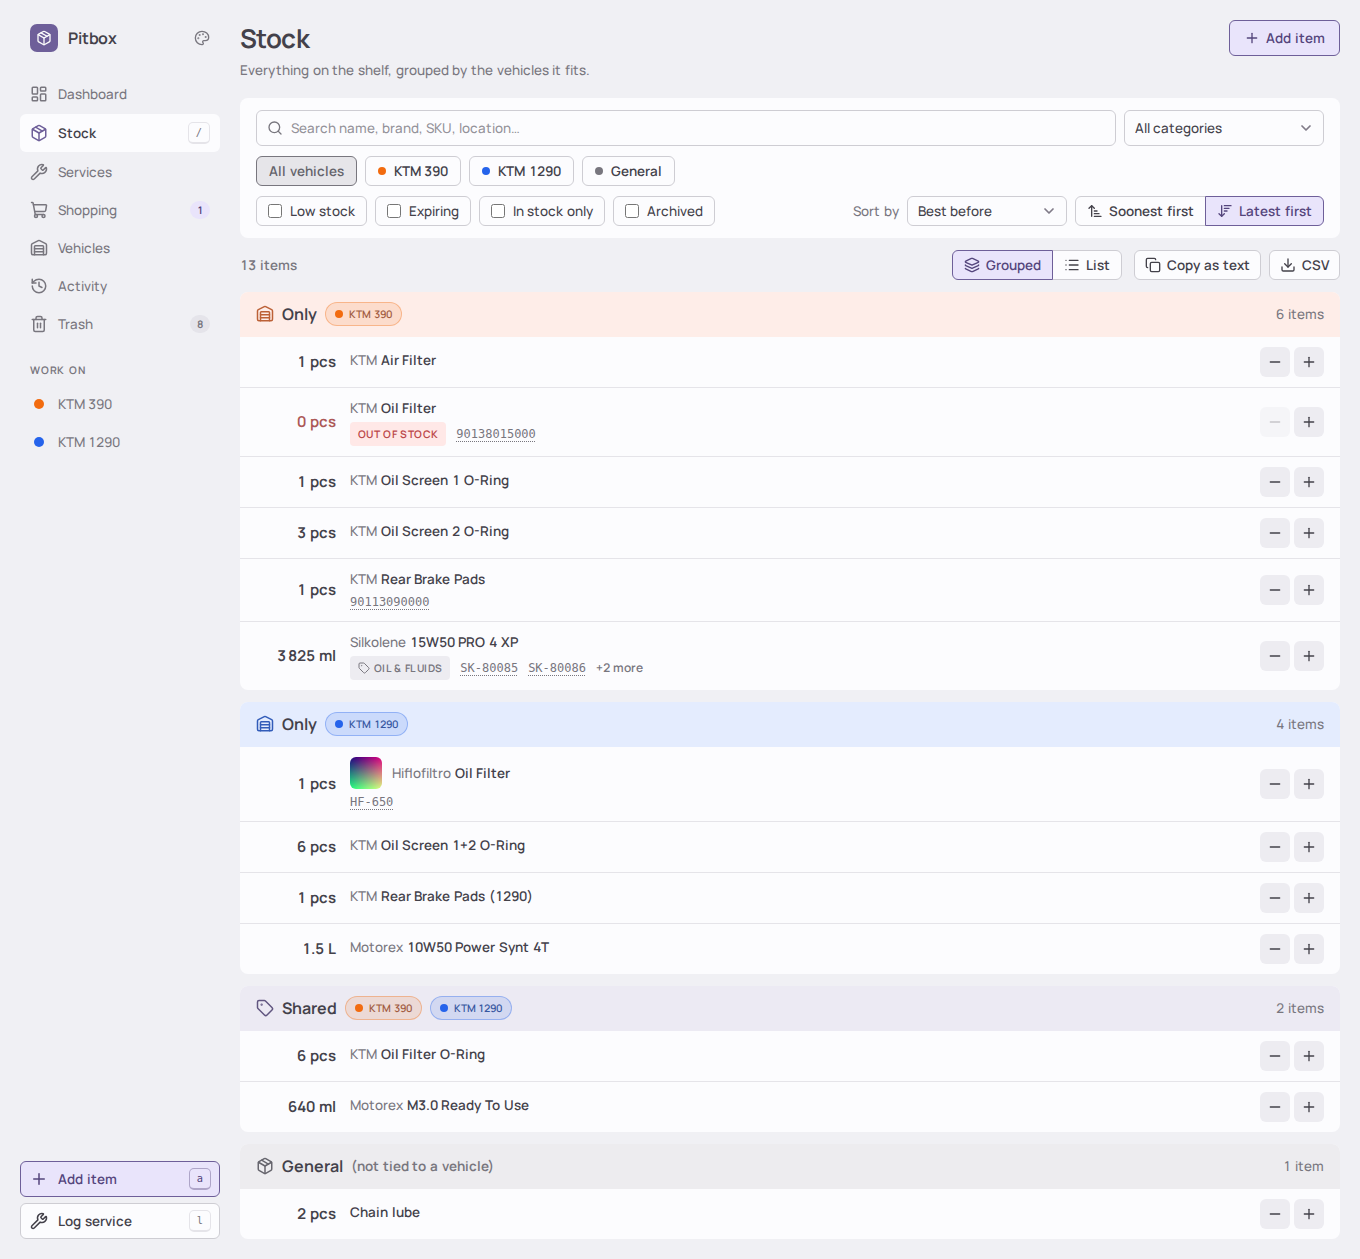 Pitbox
Dashboard
Stock /
Services
Shopping 1
Vehicles
Activity
Trash 8
WORK ON
KTM 390
KTM 1290
Add item a
Log service l
Stock
Everything on the shelf, grouped by the vehicles it fits.
Add item
Search name, brand, SKU, location...
All categories
All vehicles KTM 390 KTM 1290 General
Low stock Expiring In stock only Archived Sort by Best before Soonest first Latest first
13 items Grouped List Copy as text CSV
Only KTM 390 6 items
1 pcs KTM Air Filter
0 pcs KTM Oil Filter
OUT OF STOCK 90138015000
1 pcs KTM Oil Screen 1 O-Ring
3 pcs KTM Oil Screen 2 O-Ring
1 pcs KTM Rear Brake Pads
90113090000
3 825 ml Silkolene 15W50 PRO 4 XP
OIL & FLUIDS SK-80085 SK-80086 +2 more
Only KTM 1290 4 items
1 pcs Hiflofiltro Oil Filter
HF-650
6 pcs KTM Oil Screen 1+2 O-Ring
1 pcs KTM Rear Brake Pads (1290)
1.5 L Motorex 10W50 Power Synt 4T
Shared KTM 390 KTM 1290 2 items
6 pcs KTM Oil Filter O-Ring
640 ml Motorex M3.0 Ready To Use
General (not tied to a vehicle) 1 item
2 pcs Chain lube